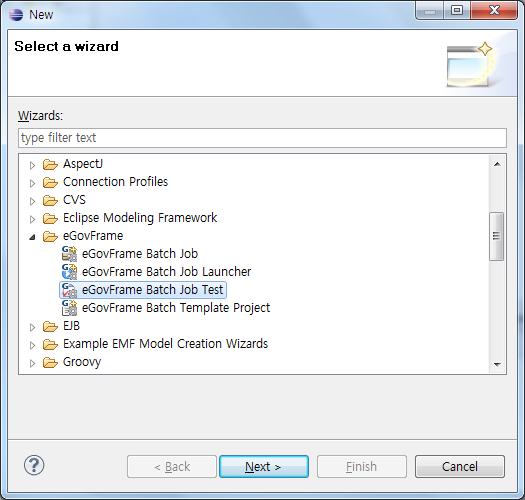 New
Select a wizard
Wizards:
type filter text
AspectJ
Connection Profiles
CVS
Eclipse Modeling Framework
eGovFrame
eGovFrame Batch Job
eGovFrame Batch Job Launcher
eGovFrame Batch Job Test
eGovFrame Batch Template Project
EJB
Example EMF Model Creation Wizards
Groovy
? < Back Next > Finish Cancel